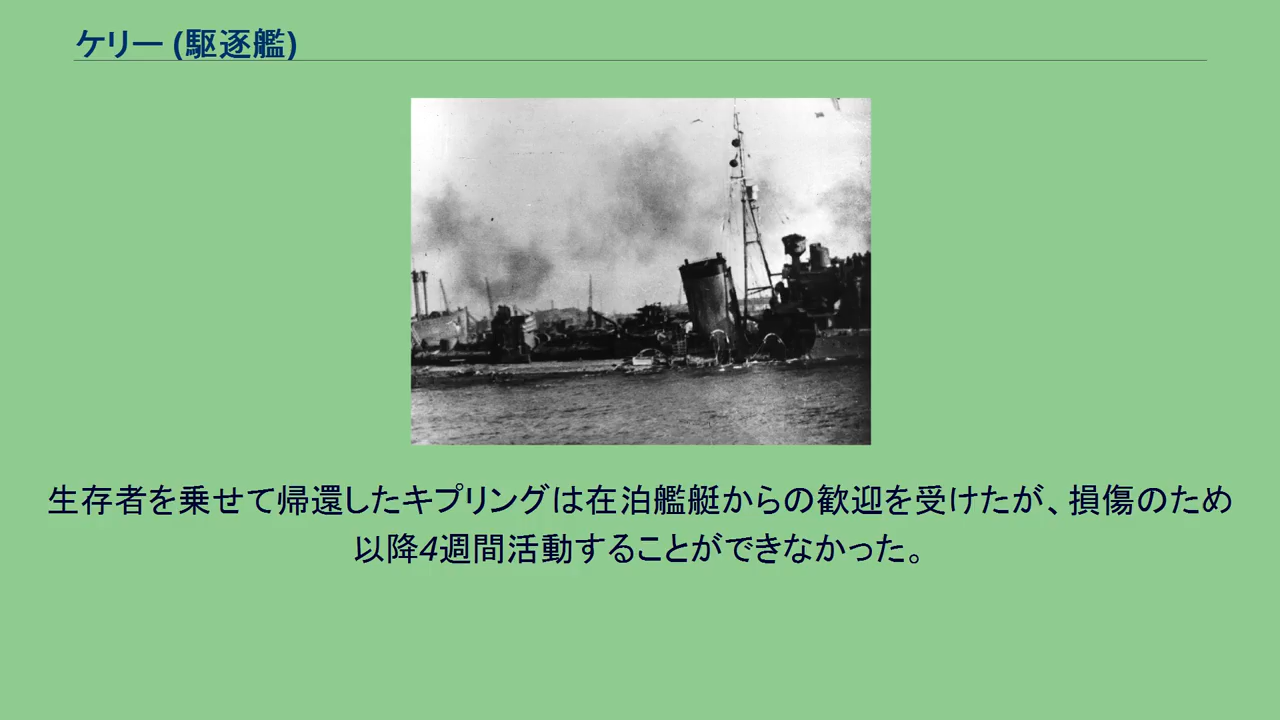 ケリー (駆逐艦)
生存者を乗せて帰還したキプリングは在泊艦艇からの歓迎を受けたが、損傷のため
以降4週間活動することができなかった。